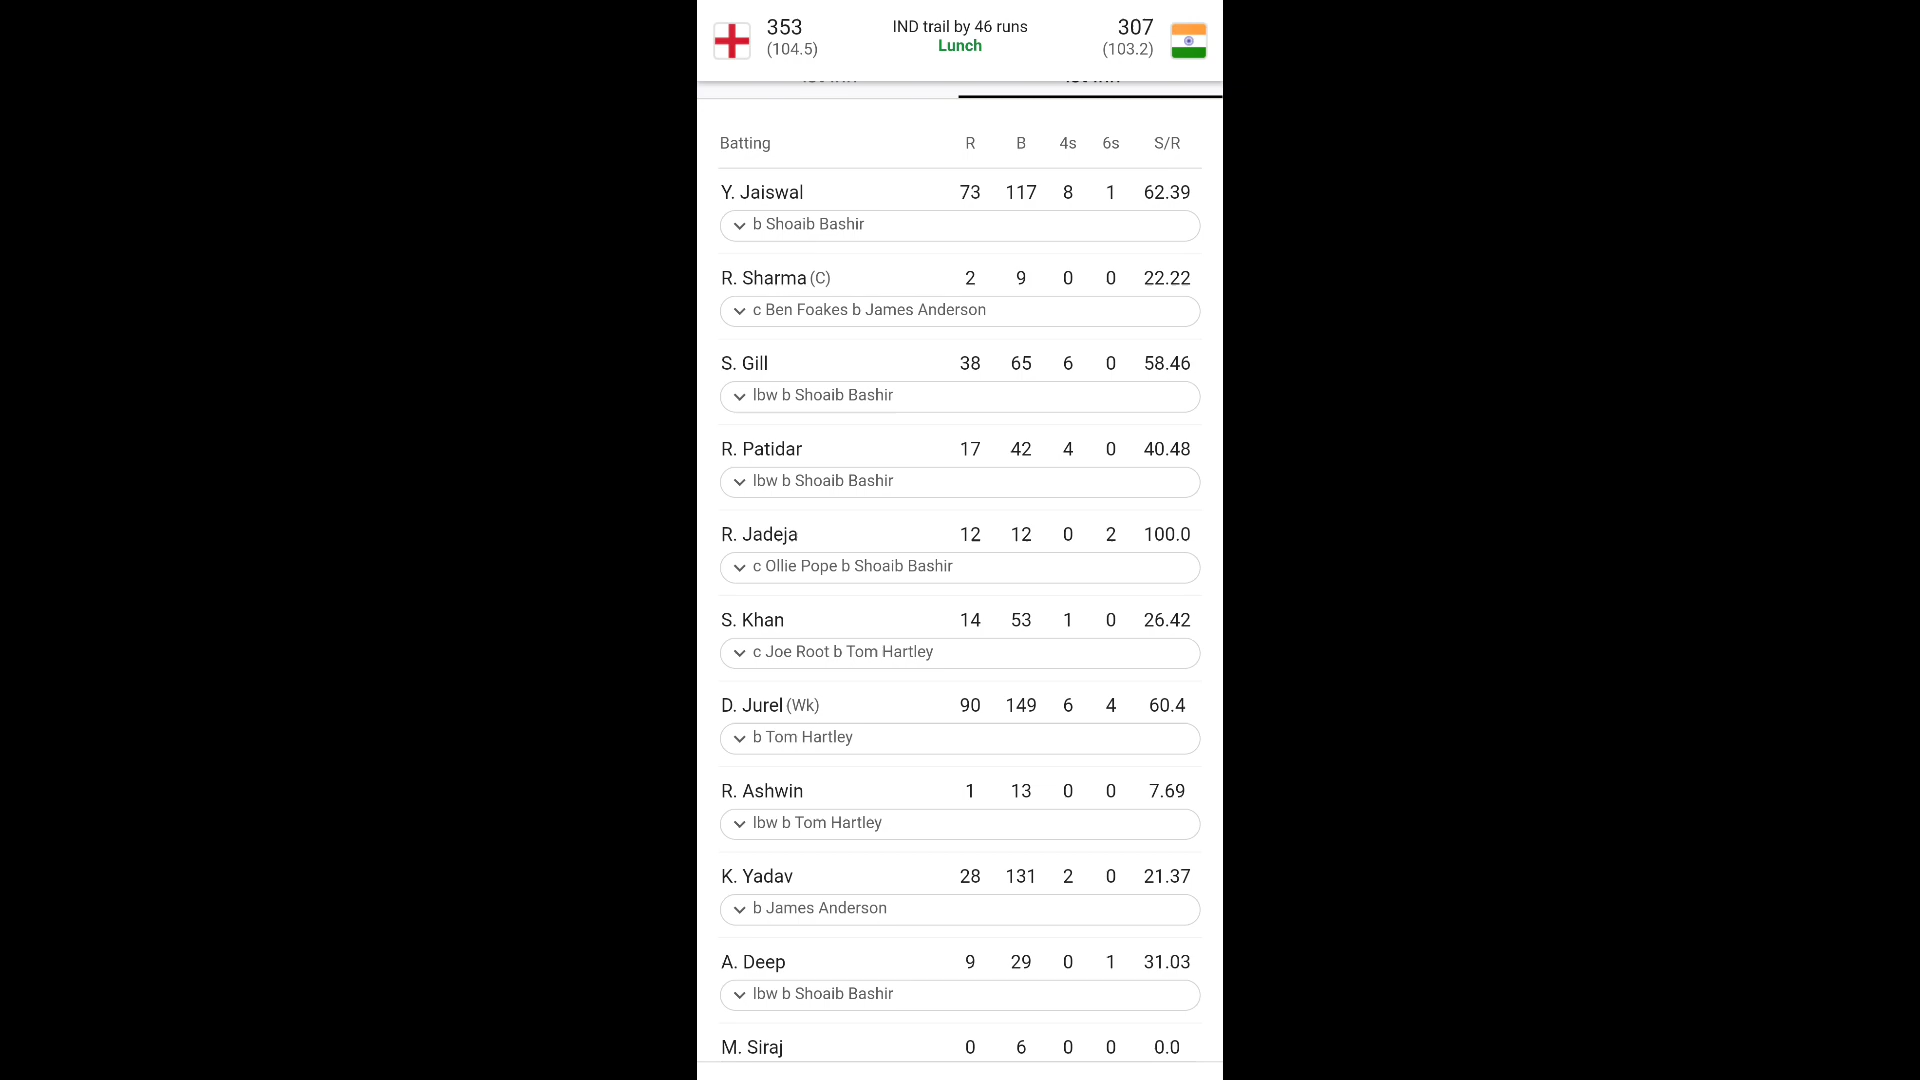 353 IND trail by 46 runs 307
(104.5) Lunch (103.2)
Batting R B 4s 6s S/R
Y. Jaiswal 73 117 8 1 62.39
b Shoaib Bashir
R. Sharma (C) 2 9 0 0 22.22
c Ben Foakes b James Anderson
S. Gill 38 65 6 0 58.46
lbw b Shoaib Bashir
R. Patidar 17 42 4 0 40.48
lbw b Shoaib Bashir
R. Jadeja 12 12 0 2 100.0
c Ollie Pope b Shoaib Bashir
S. Khan 14 53 1 0 26.42
c Joe Root b Tom Hartley
D. Jurel (Wk) 90 149 6 4 60.4
b Tom Hartley
R. Ashwin 1 13 0 0 7.69
lbw b Tom Hartley
K. Yadav 28 131 2 0 21.37
b James Anderson
A. Deep 9 29 0 1 31.03
lbw b Shoaib Bashir
M. Siraj 0 6 0 0 0.0